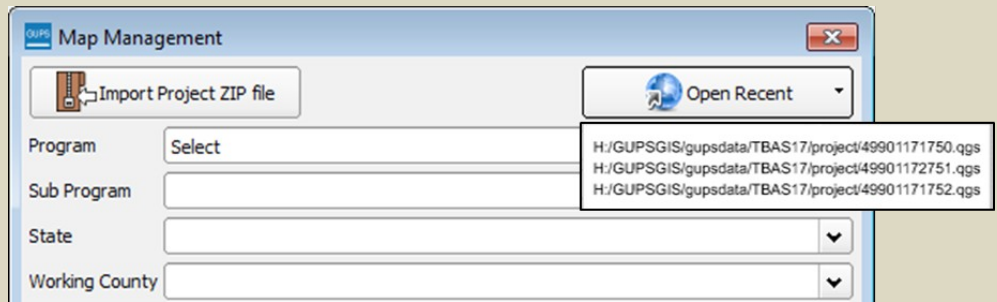 GUPS Map Management
Import Project ZIP file
Open Recent
Program Select
H:/GUPSGIS/gupsdata/TBAS17/project/49901171750.qgs
H:/GUPSGIS/gupsdata/TBAS17/project/49901172751.qgs
H:/GUPSGIS/gupsdata/TBAS17/project/49901171752.qgs
Sub Program
State
Working County